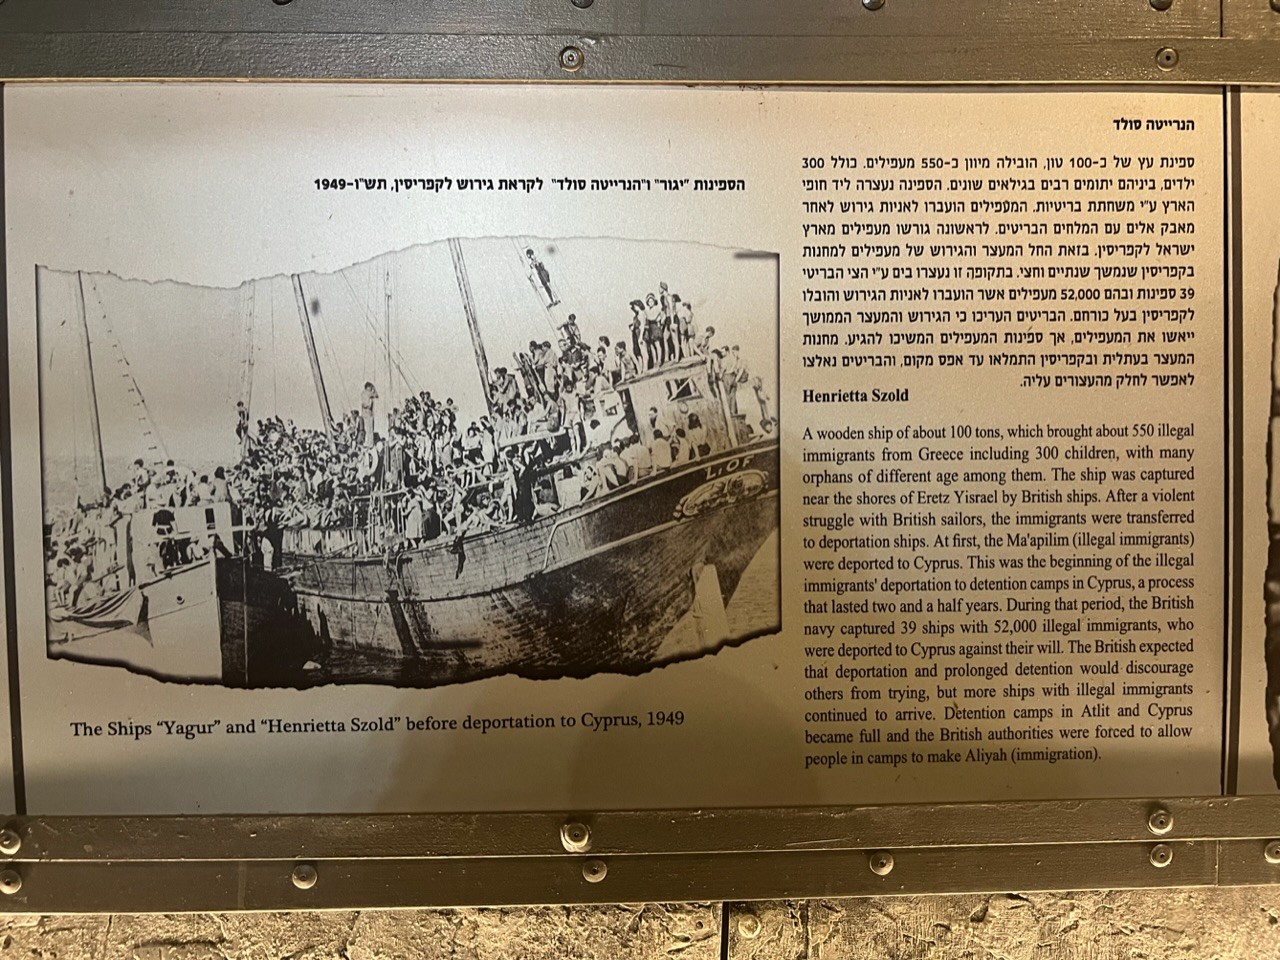 הנרייטה סולד
ספינת עץ של כ-100 טון, הובילה מיוון כ-550 מעפילים. כולל 300
ילדים, ביניהם יתומים רבים בגילאים שונים. הספינה נעצרה ליד חופי
הארץ ע"י משחתת בריטיות. המעפילים הועברו לאניות גירוש לאחר
מאבק אלים עם המלחים הבריטים. לראשונה גורשו מעפילים מארץ
ישראל לקפריסין. בזאת החל המעצר והגירוש של מעפילים למחנות
בקפריסין שנמשך שנתיים וחצי. בתקופה זו נעצרו בים ע"י הצי הבריטי
39 ספינות ובהם 52,000 מעפילים אשר הועברו לאניות הגירוש והובלו
לקפריסין בעל כורחם. הבריטים העריכו כי הגירוש והמעצר הממושך
ייאשו את המעפילים, אך ספינות המעפילים המשיכו להגיע. מחנות
המעצר בעתלית ובקפריסין התמלאו עד אפס מקום, והבריטים נאלצו
לאפשר לחלק מהעצורים עליה.
Henrietta Szold
A wooden ship of about 100 tons, which brought about 550 illegal
immigrants from Greece including 300 children, with many
orphans of different age among them. The ship was captured
near the shores of Eretz Yisrael by British ships. After a violent
struggle with British sailors, the immigrants were transferred
to deportation ships. At first, the Ma'apilim (illegal immigrants)
were deported to Cyprus. This was the beginning of the illegal
immigrants' deportation to detention camps in Cyprus, a process
that lasted two and a half years. During that period, the British
navy captured 39 ships with 52,000 illegal immigrants, who
were deported to Cyprus against their will. The British expected
that deportation and prolonged detention would discourage
others from trying, but more ships with illegal immigrants
continued to arrive. Detention camps in Atlit and Cyprus
became full and the British authorities were forced to allow
people in camps to make Aliyah (immigration).
הספינות "יגור" ו"הנרייטה סולד" לקראת גירוש לקפריסין, תש"ו-1949
L.OF
The Ships “Yagur” and “Henrietta Szold” before deportation to Cyprus, 1949